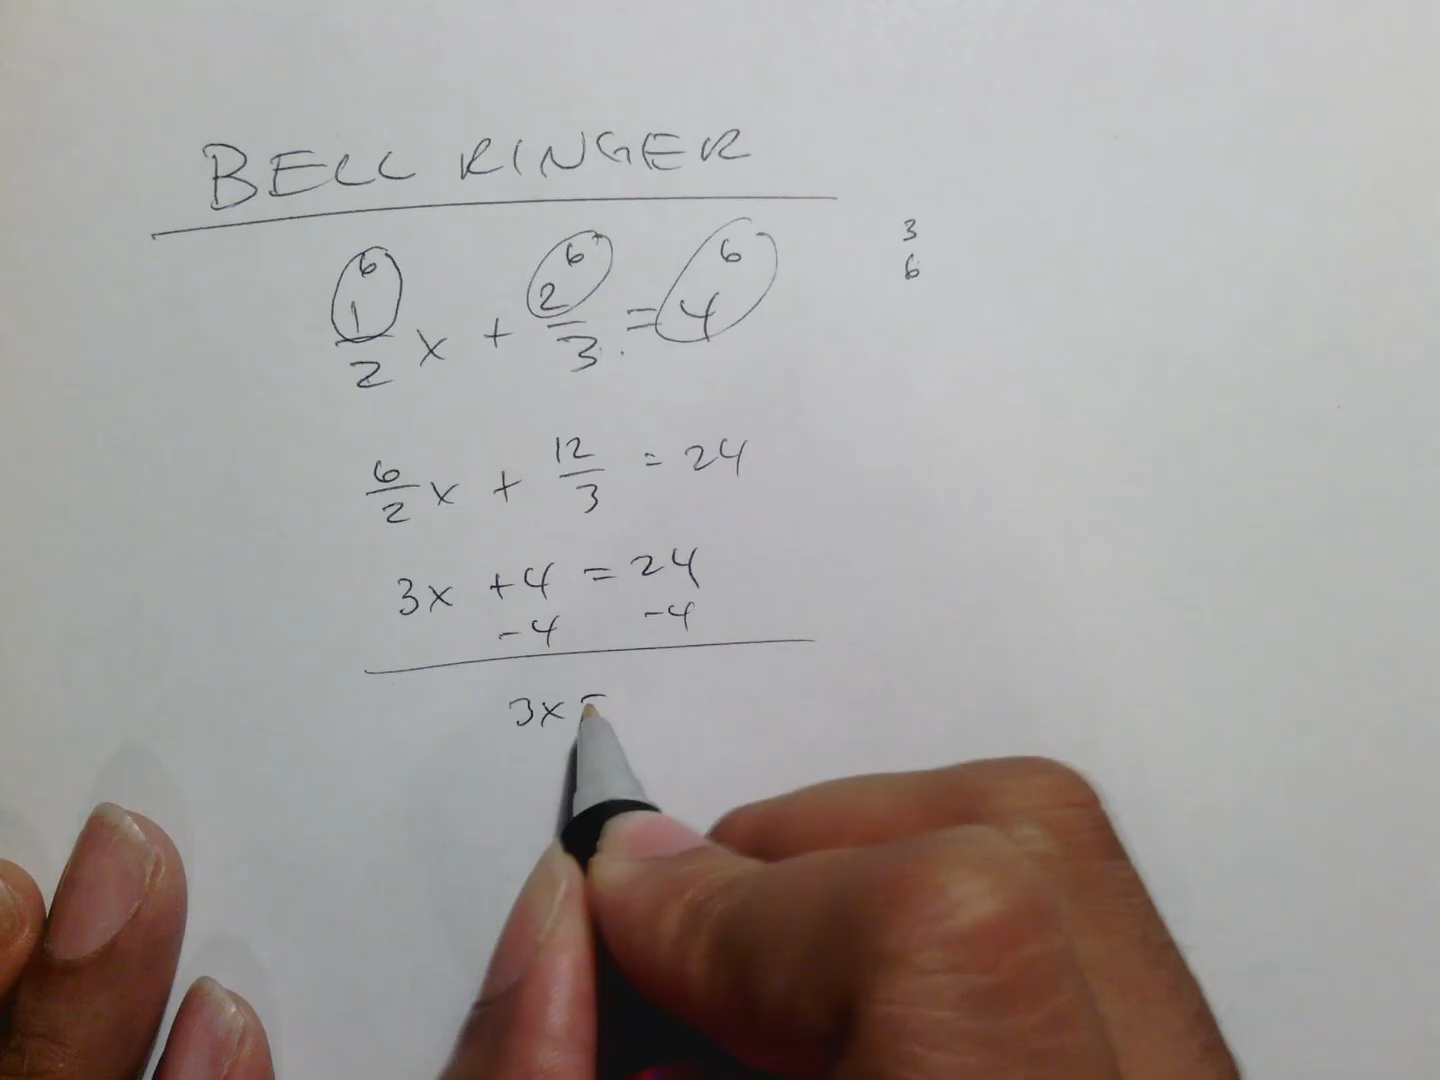 BELL RINGER
6 6 6
1/2 x + 2/3 = 4
3
6
6/2 x + 12/3 = 24
3x + 4 = 24
-4 -4
3x =